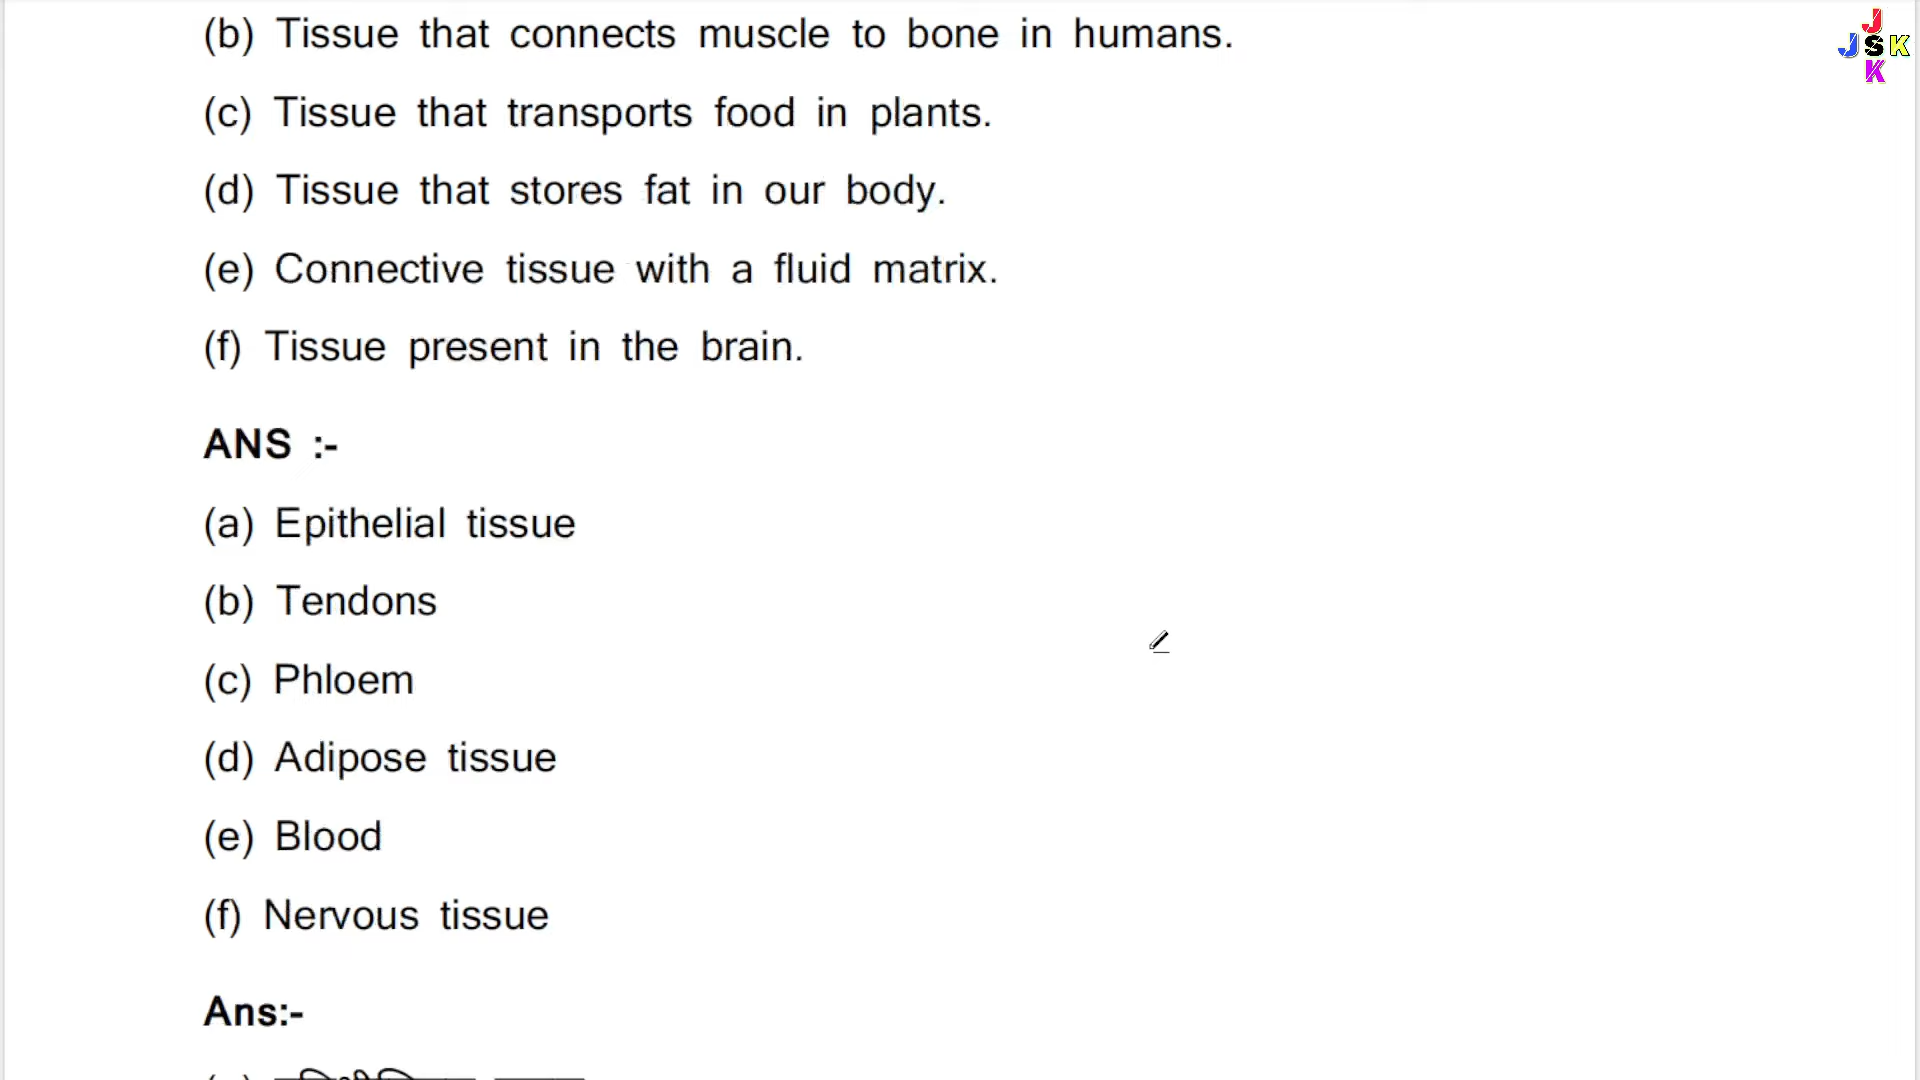 (b) Tissue that connects muscle to bone in humans.
J
J S K
K
(c) Tissue that transports food in plants.
(d) Tissue that stores fat in our body.
(e) Connective tissue with a fluid matrix.
(f) Tissue present in the brain.
ANS :-
(a) Epithelial tissue
(b) Tendons
(c) Phloem
(d) Adipose tissue
(e) Blood
(f) Nervous tissue
Ans:-